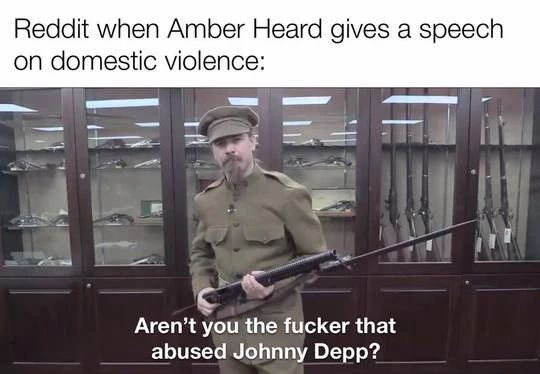 Reddit when Amber Heard gives a speech
on domestic violence:
Aren't you the fucker that
abused Johnny Depp?